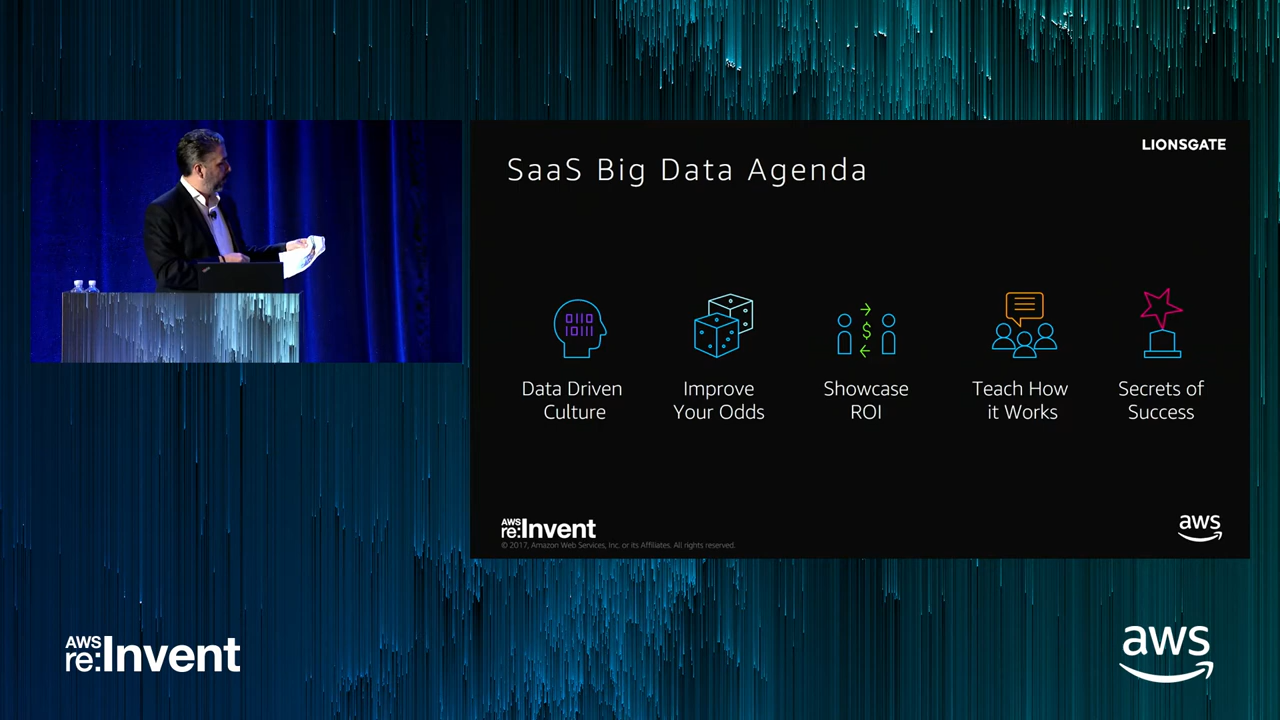 LIONSGATE
SaaS Big Data Agenda
0110
10111
Data Driven
Culture
Improve
Your Odds
Showcase
ROI
$
Teach How
it Works
Secrets of
Success
AWS
re:Invent
© 2017, Amazon Web Services, Inc. or its Affiliates. All rights reserved.
aws
AWS
re:Invent
aws